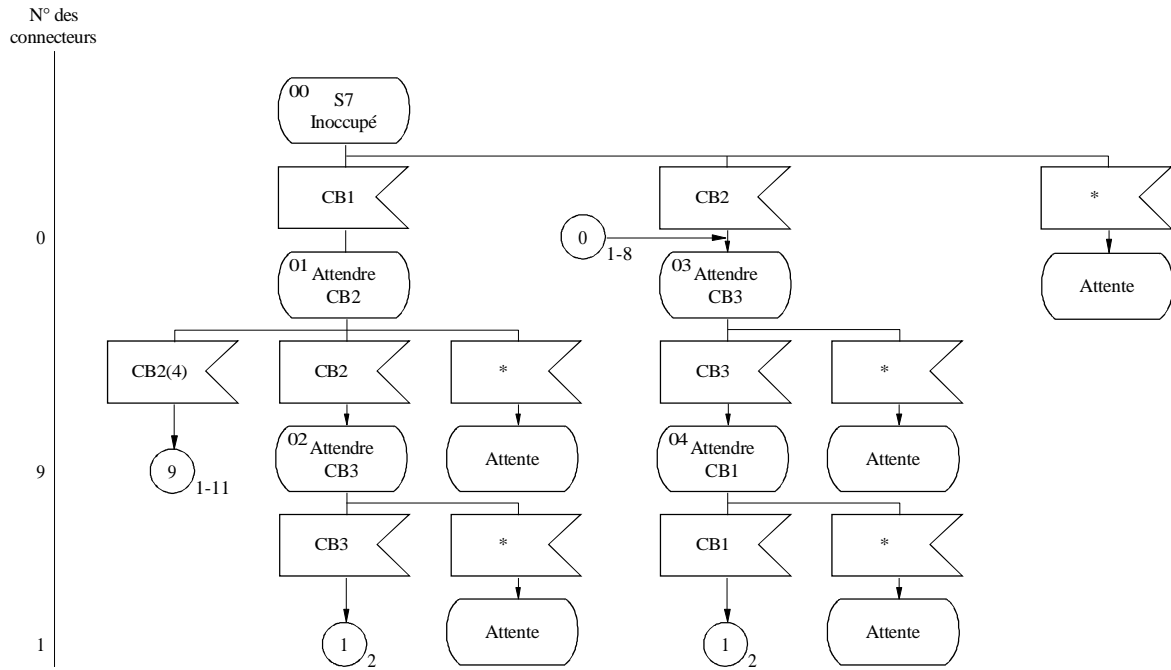 N° des
connecteurs
00
S7
Inoccupé
CB1
CB2
*
0
0
1-8
01
Attendre
CB2
03
Attendre
CB3
Attente
CB2(4)
CB2
*
CB3
*
9
9
1-11
02
Attendre
CB3
Attente
04
Attendre
CB1
Attente
CB3
*
CB1
*
1
1
2
Attente
1
2
Attente